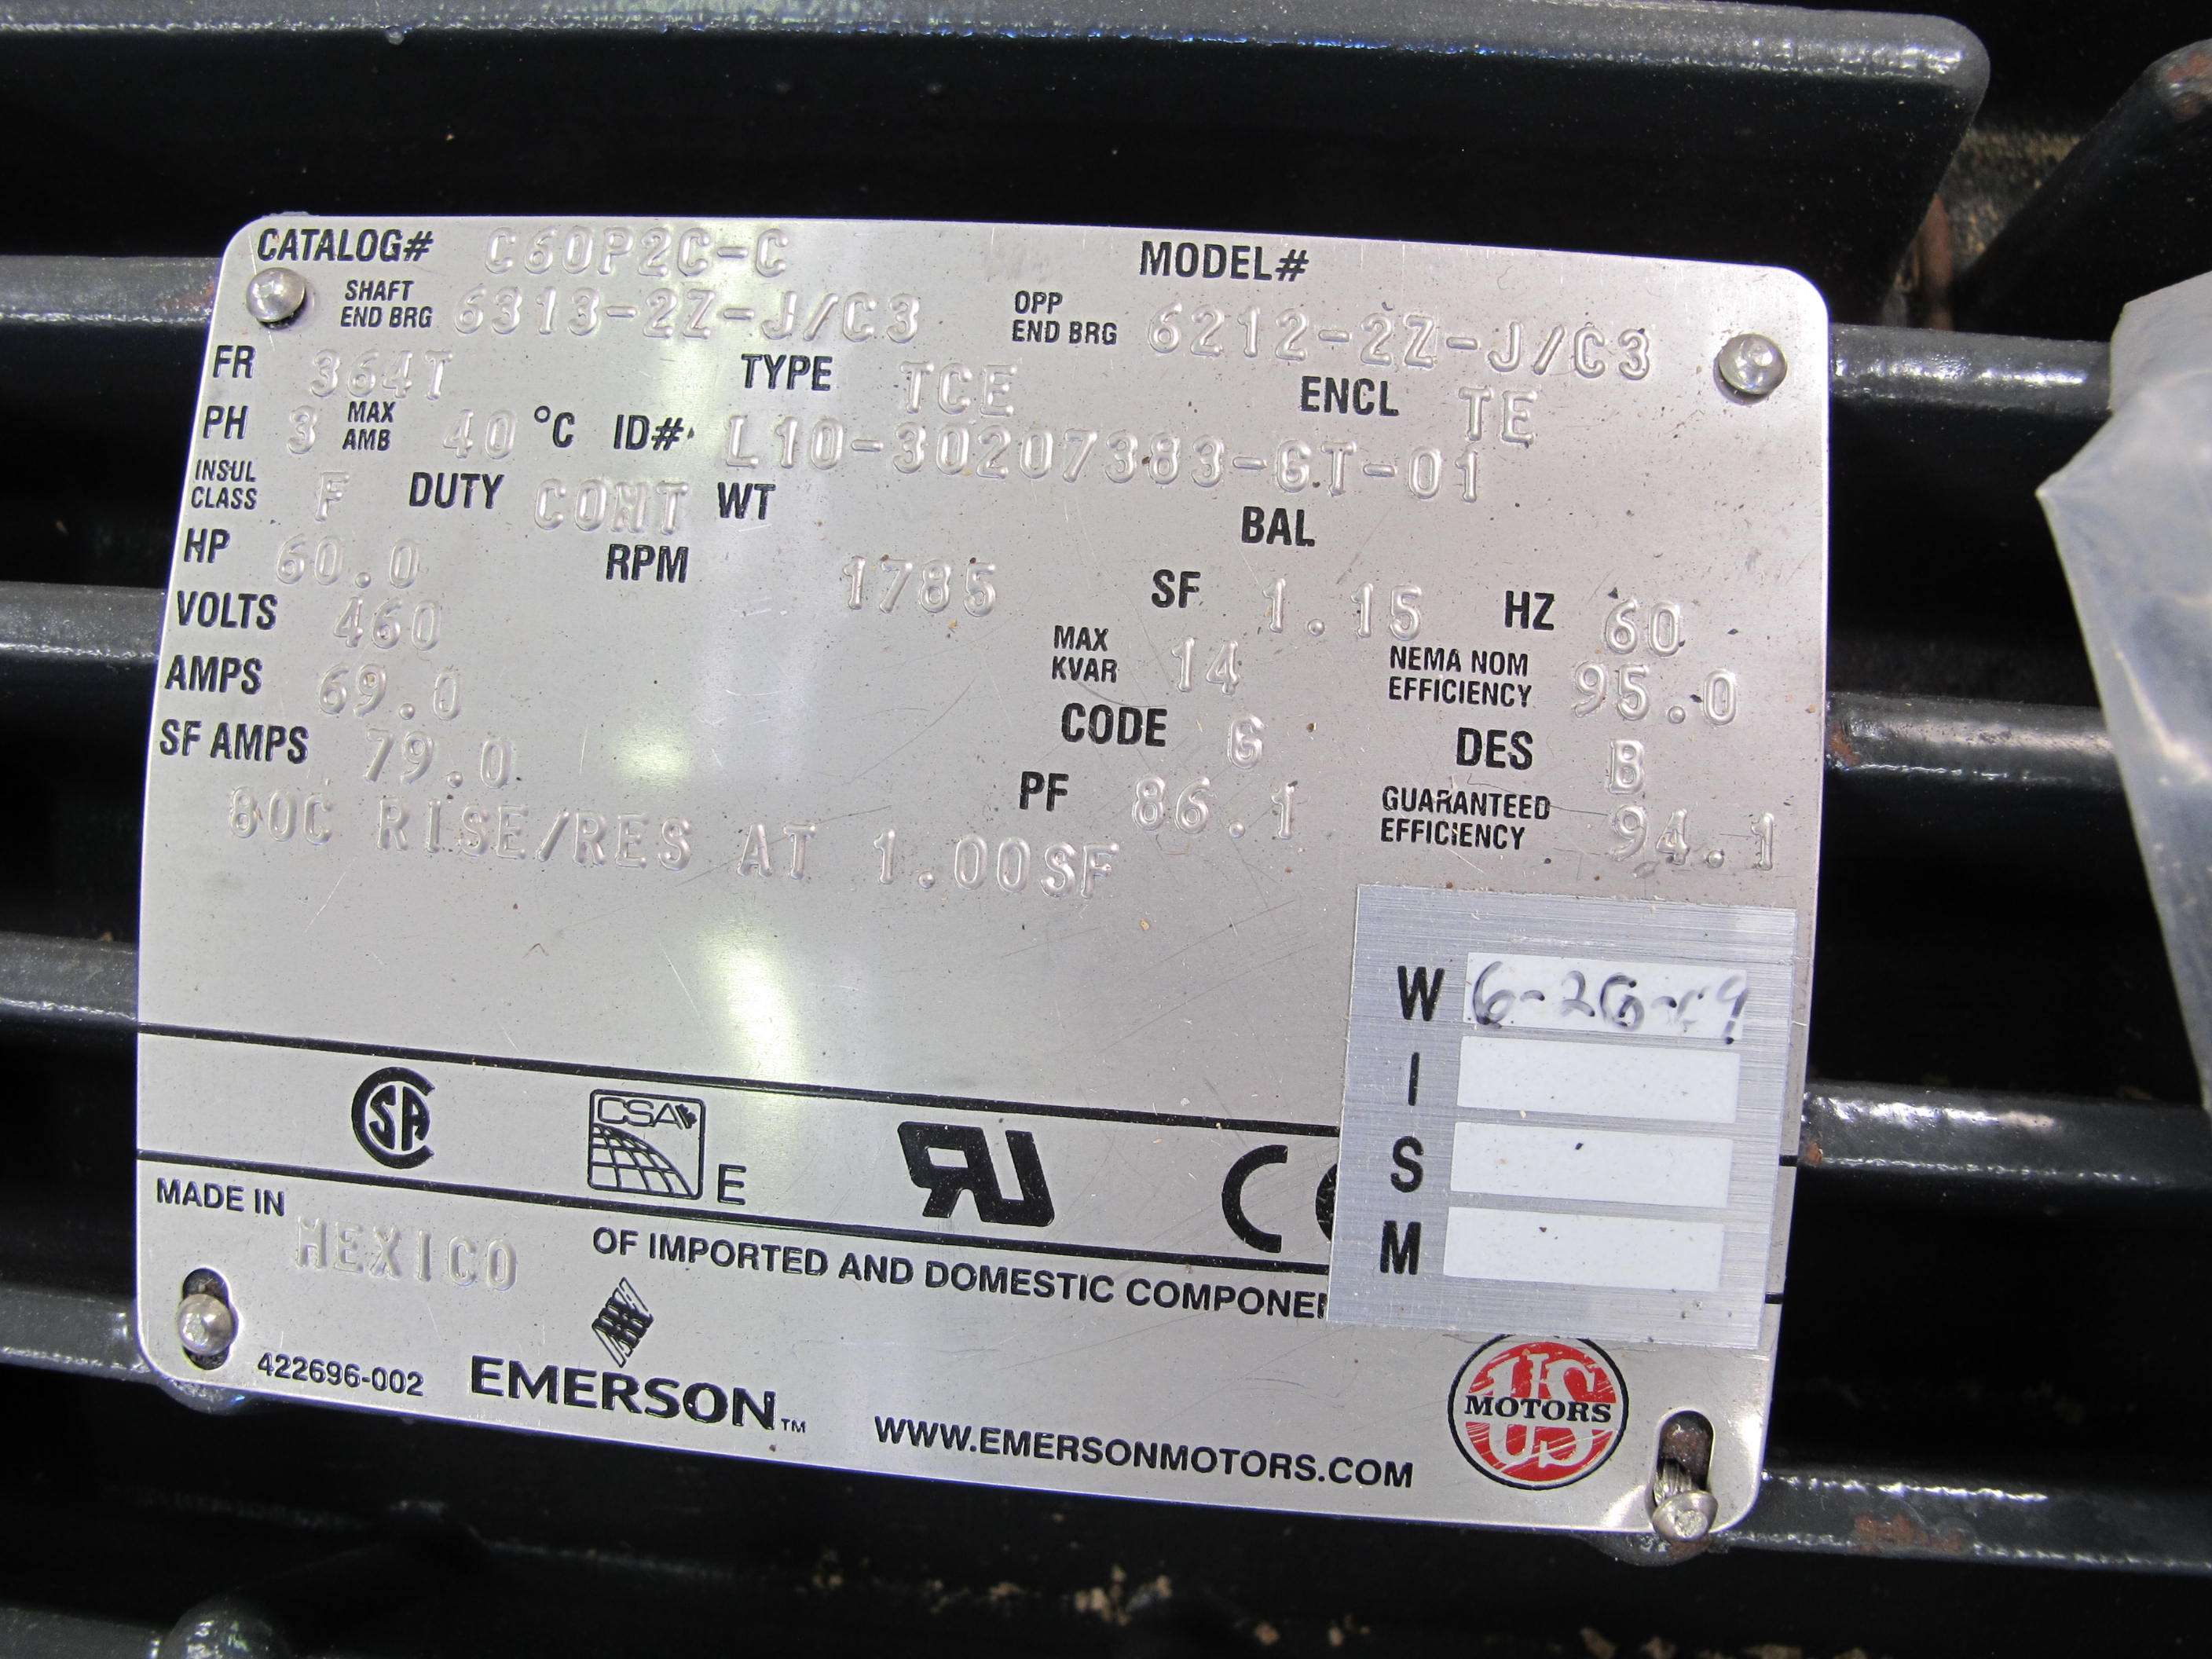 CATALOG# C60P2C-C MODEL#
SHAFT END BRG 6313-2Z-J/C3 OPP END BRG 6212-2Z-J/C3
FR 364T TYPE TCE ENCL TE
PH 3 MAX AMB 40 °C ID# L10-30207383-GT-01
INSUL CLASS F DUTY CONT WT BAL
HP 60.0 RPM 1785 SF 1.15 HZ 60
VOLTS 460 MAX KVAR 14 NEMA NOM EFFICIENCY 95.0
AMPS 69.0 CODE G DES B
SF AMPS 79.0 PF 86.1 GUARANTEED EFFICIENCY 94.1
80C RISE/RES AT 1.00SF
W
I
S
M
CSA
CSA E
RU
MADE IN MEXICO OF IMPORTED AND DOMESTIC
422696-002 EMERSON™ WWW.EMERSONMOTORS.COM
US MOTORS